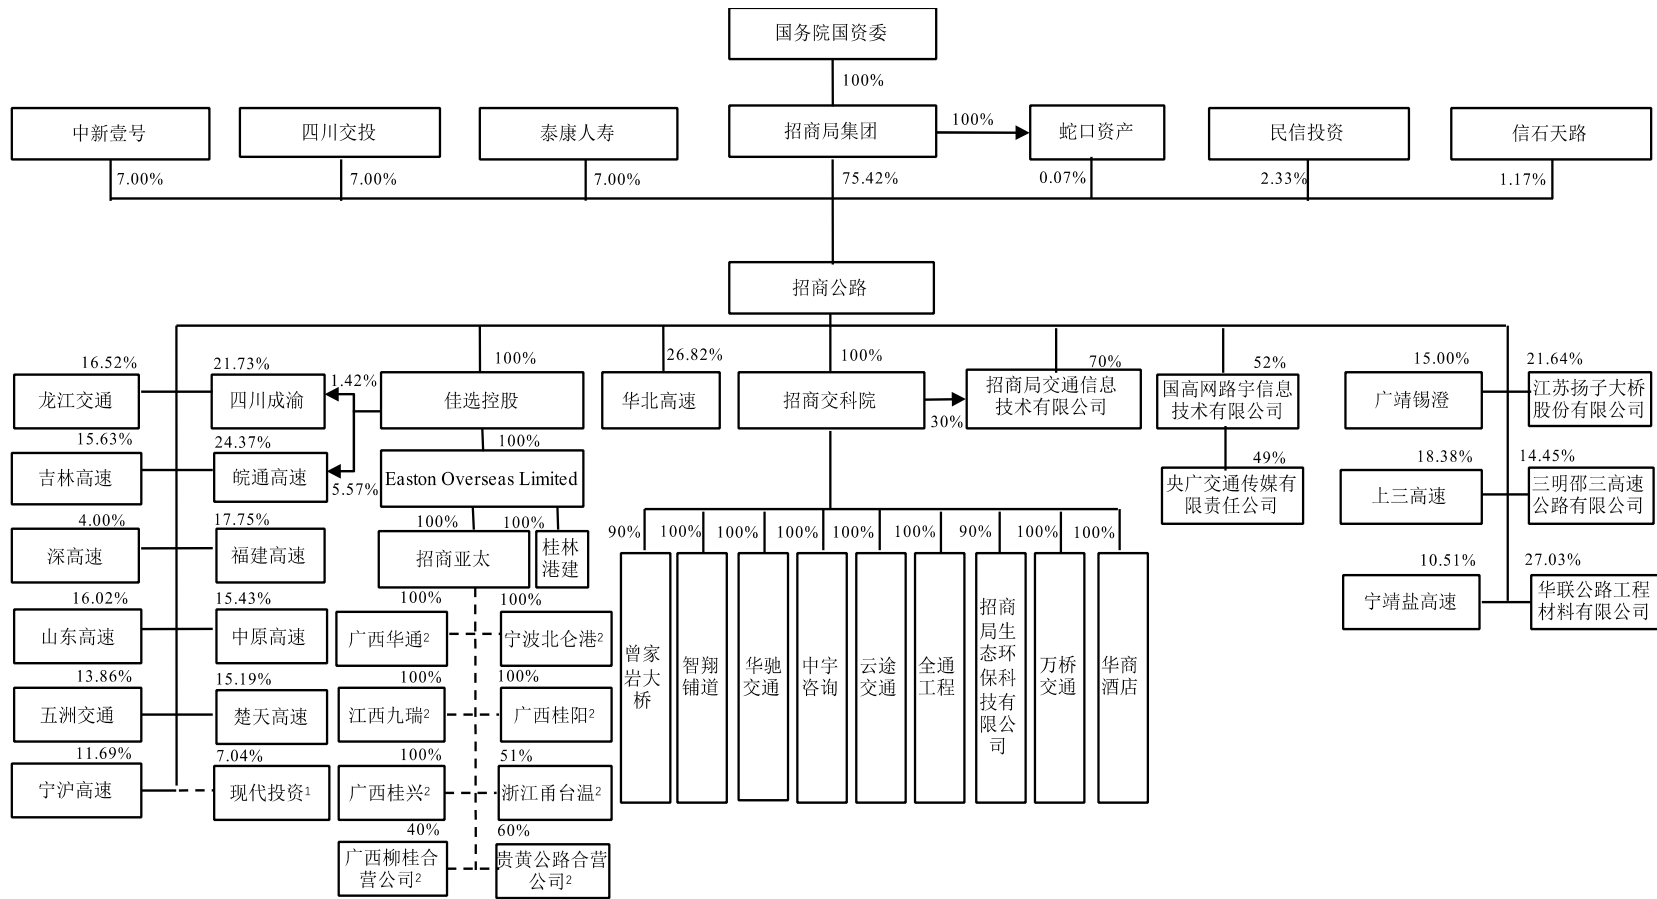 国务院国资委
100%
中新壹号
四川交投
泰康人寿
招商局集团
100%
蛇口资产
民信投资
信石天路
7.00%
7.00%
7.00%
75.42%
0.07%
2.33%
1.17%
招商公路
16.52%
龙江交通
21.73%
四川成渝
1.42%
100%
佳选控股
26.82%
华北高速
100%
招商交科院
30%
70%
招商局交通信息
技术有限公司
52%
国高网路宇信息
技术有限公司
15.00%
广靖锡澄
21.64%
江苏扬子大桥
股份有限公司
15.63%
吉林高速
24.37%
皖通高速
5.57%
100%
Easton Overseas Limited
49%
央广交通传媒有
限责任公司
18.38%
上三高速
14.45%
三明邵三高速
公路有限公司
4.00%
深高速
17.75%
福建高速
100%
招商亚太
100%
桂林
港建
10.51%
宁靖盐高速
27.03%
华联公路工程
材料有限公司
16.02%
山东高速
15.43%
中原高速
100%
广西华通2
100%
宁波北仑港2
13.86%
五洲交通
15.19%
楚天高速
100%
江西九瑞2
100%
广西桂阳2
11.69%
宁沪高速
7.04%
现代投资1
100%
广西桂兴2
51%
浙江甬台温2
40%
广西柳桂合
营公司2
60%
贵黄公路合营
公司2
90%
曾家
岩大
桥
100%
智翔
铺道
100%
华驰
交通
100%
中宇
咨询
100%
云途
交通
100%
全通
工程
90%
招商
局生
态环
保科
技有
限公
司
100%
万桥
交通
100%
华商
酒店